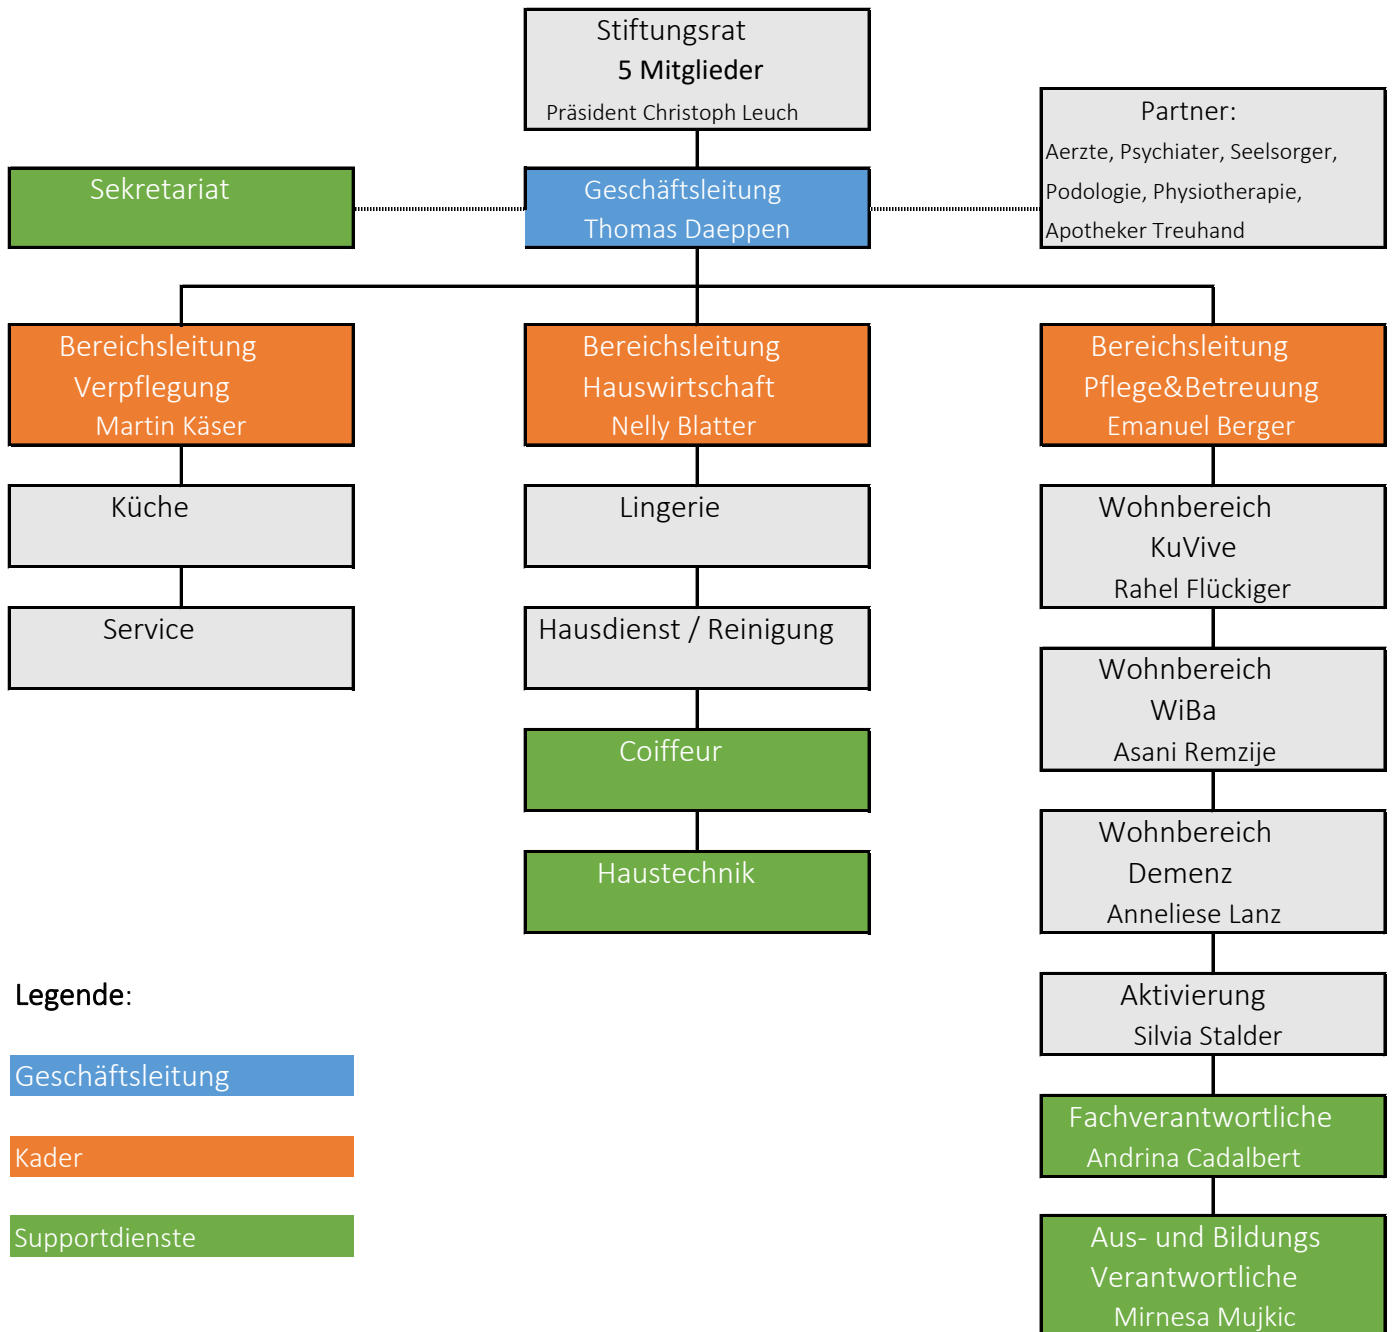 Stiftungsrat
5 Mitglieder
Präsident Christoph Leuch
Partner:
Aerzte, Psychiater, Seelsorger,
Podologie, Physiotherapie,
Apotheker Treuhand
Sekretariat
Geschäftsleitung
Thomas Daeppen
Bereichsleitung
Verpflegung
Martin Käser
Bereichsleitung
Hauswirtschaft
Nelly Blatter
Bereichsleitung
Pflege&Betreuung
Emanuel Berger
Küche
Service
Lingerie
Hausdienst / Reinigung
Coiffeur
Haustechnik
Wohnbereich
KuVive
Rahel Flückiger
Wohnbereich
WiBa
Asani Remzije
Wohnbereich
Demenz
Anneliese Lanz
Aktivierung
Silvia Stalder
Fachverantwortliche
Andrina Cadalbert
Aus- und Bildungs
Verantwortliche
Mirnesa Mujkic
Legende:
Geschäftsleitung
Kader
Supportdienste